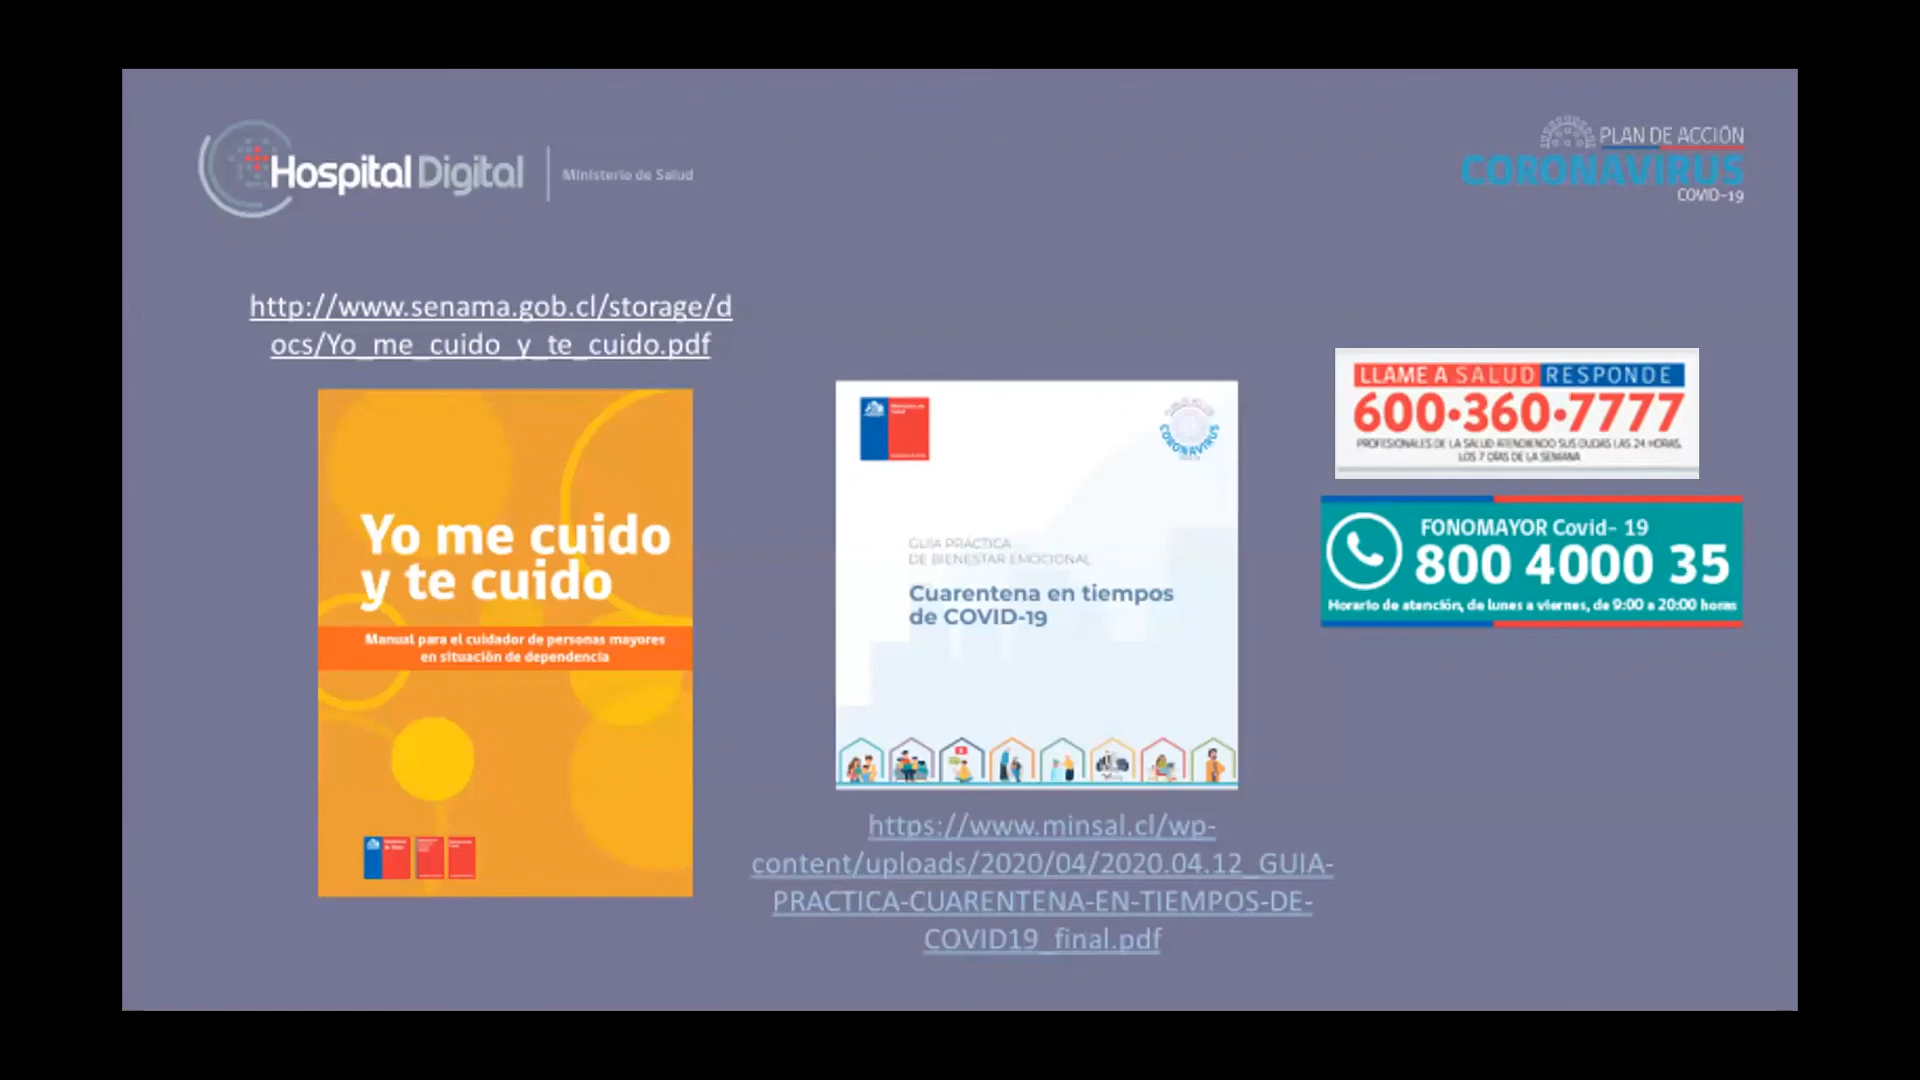 Hospital Digital
Ministerio de Salud
PLAN DE ACCIÓN
CORONAVIRUS
COVID-19
http://www.senama.gob.cl/storage/d
ocs/Yo_me_cuido_y_te_cuido.pdf
Yo me cuido
y te cuido
Manual para el cuidador de personas mayores
en situación de dependencia
CORONAVIRUS
GUÍA PRÁCTICA
DE BIENESTAR EMOCIONAL
Cuarentena en tiempos
de COVID-19
https://www.minsal.cl/wp-
content/uploads/2020/04/2020.04.12_GUIA-
PRACTICA-CUARENTENA-EN-TIEMPOS-DE-
COVID19_final.pdf
LLAME A SALUD RESPONDE
600•360•7777
PROFESIONALES DE LA SALUD ATENDIENDO SUS DUDAS LAS 24 HORAS,
LOS 7 DÍAS DE LA SEMANA
FONOMAYOR Covid- 19
800 4000 35
Horario de atención, de lunes a viernes, de 9:00 a 20:00 horas